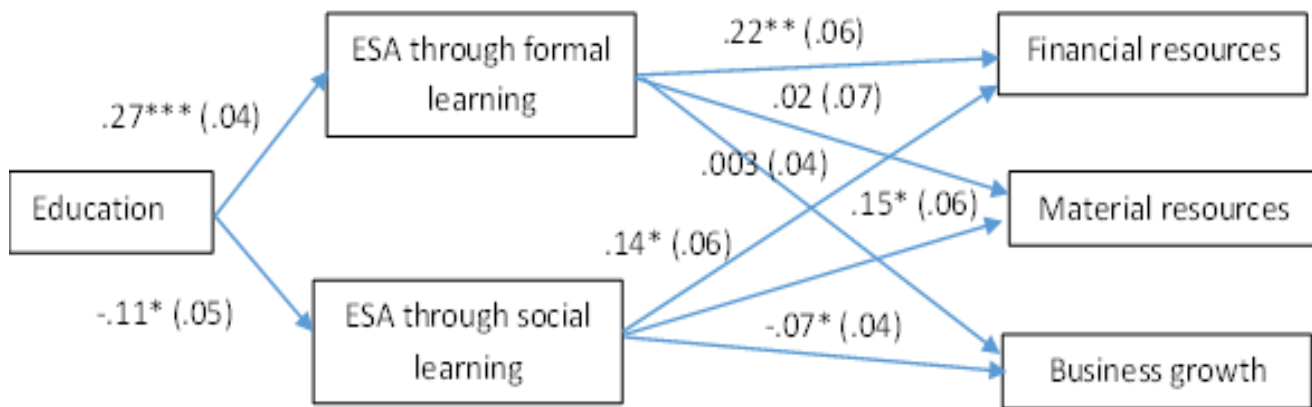 ESA through formal
learning
.22** (.06)
Financial resources
.27*** (.04)
.02 (.07)
.003 (.04)
Education
.15* (.06)
Material resources
.14* (.06)
-.11* (.05)
ESA through social
learning
-.07* (.04)
Business growth